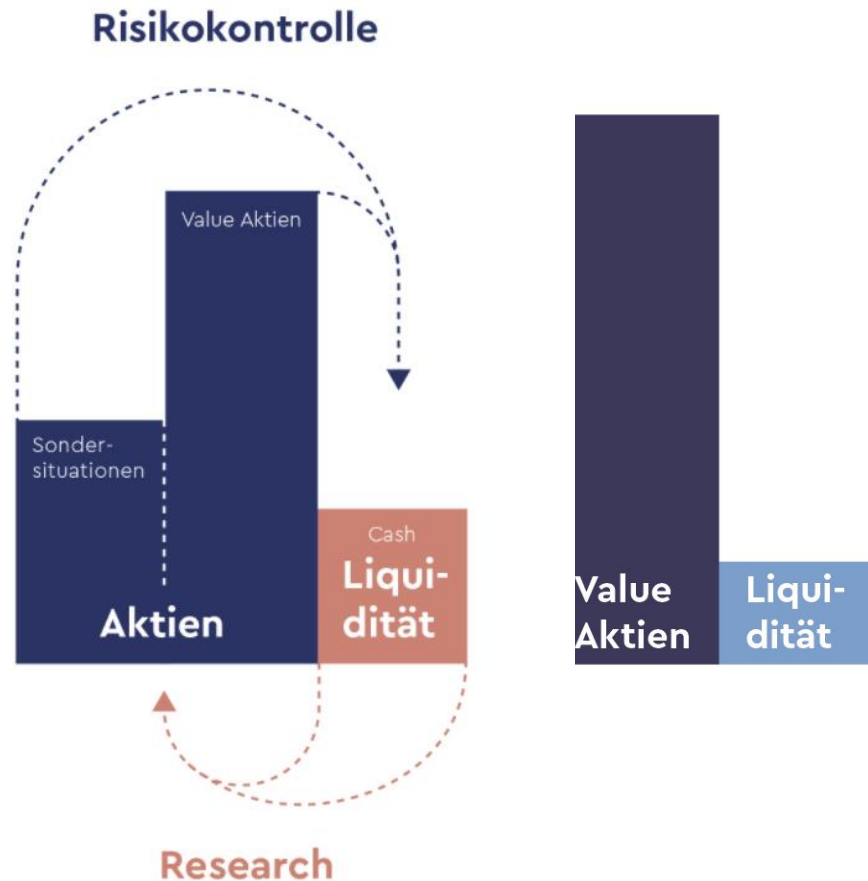 Risikokontrolle
Value Aktien
Sonder-
situationen
Cash
Liqui-
dität
Aktien
Research
Value
Aktien
Liqui-
dität